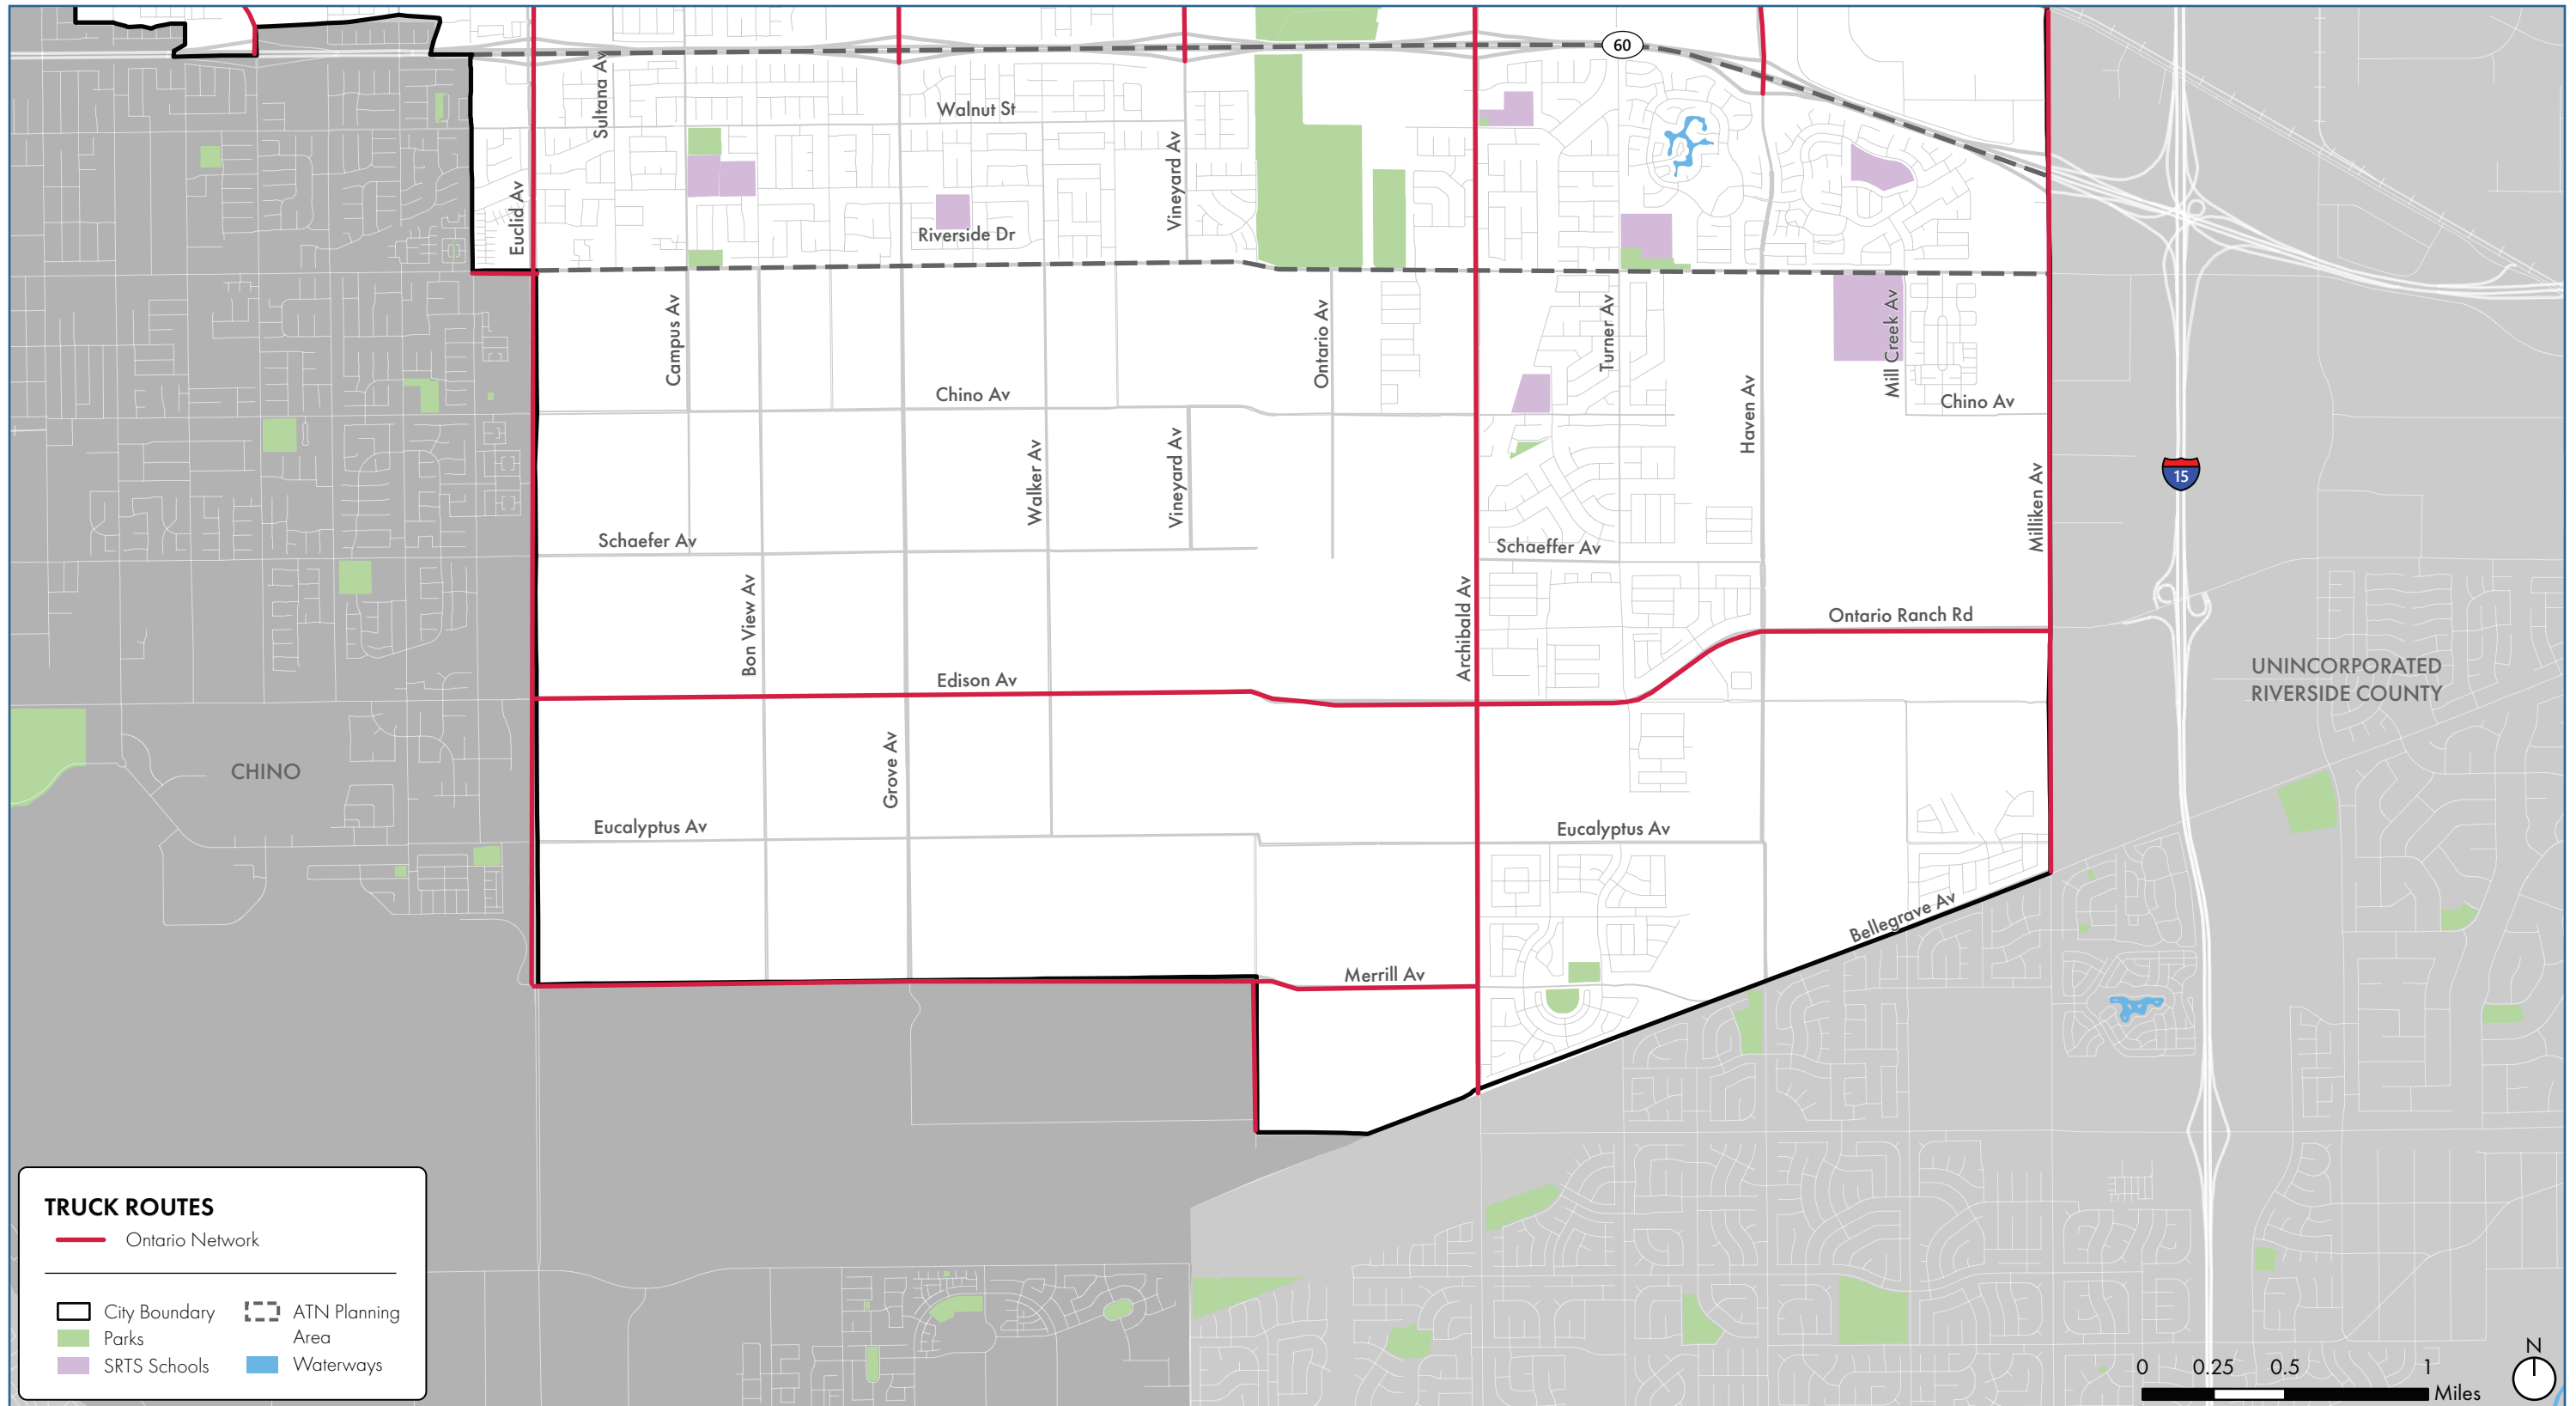 60
Sultana Av
Walnut St
Vineyard Av
Euclid Av
Riverside Dr
Campus Av
Ontario Av
Turner Av
Mill Creek Av
Chino Av
Chino Av
Haven Av
Walker Av
Vineyard Av
Milliken Av
15
Schaefer Av
Schaeffer Av
Bon View Av
Archibald Av
Ontario Ranch Rd
UNINCORPORATED
RIVERSIDE COUNTY
Edison Av
Grove Av
CHINO
Eucalyptus Av
Eucalyptus Av
Bellegrave Av
Merrill Av
TRUCK ROUTES
Ontario Network
City Boundary
Parks
SRTS Schools
ATN Planning
Area
Waterways
N
0 0.25 0.5 1
Miles